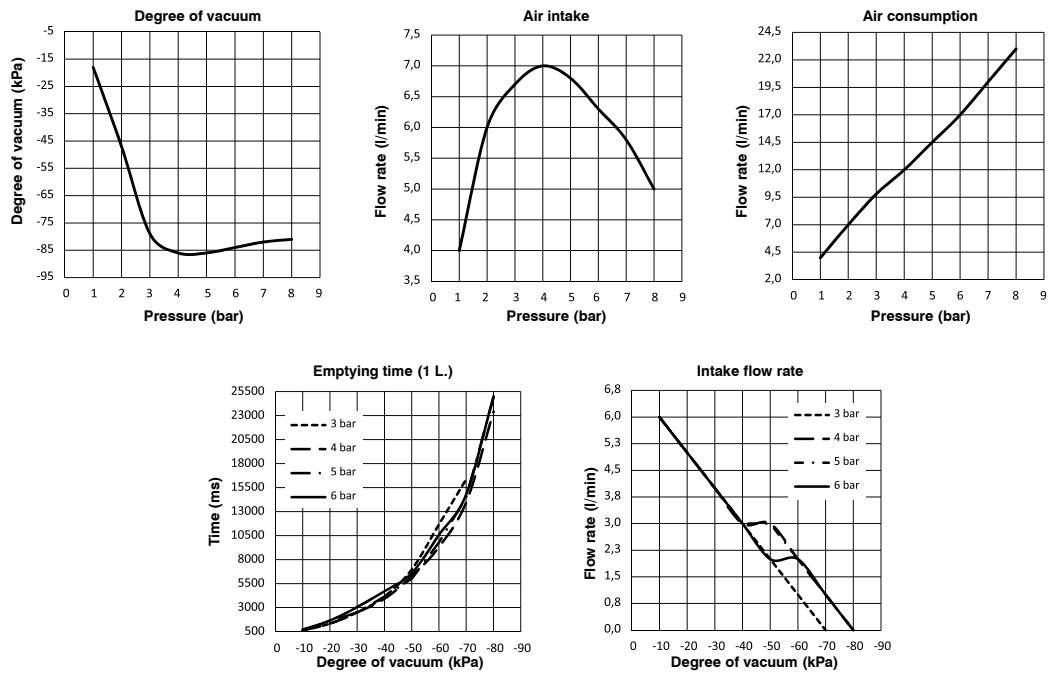 Degree of vacuum
Degree of vacuum (kPa)
-5
-15
-25
-35
-45
-55
-65
-75
-85
-95
0 1 2 3 4 5 6 7 8 9
Pressure (bar)
Air intake
Flow rate (l/min)
7,5
7,0
6,5
6,0
5,5
5,0
4,5
4,0
3,5
0 1 2 3 4 5 6 7 8 9
Pressure (bar)
Air consumption
Flow rate (l/min)
24,5
22,0
19,5
17,0
14,5
12,0
9,5
7,0
4,5
2,0
0 1 2 3 4 5 6 7 8 9
Pressure (bar)
Emptying time (1 L.)
Time (ms)
25500
23000
20500
18000
15500
13000
10500
8000
5500
3000
500
3 bar
4 bar
5 bar
6 bar
0 -10 -20 -30 -40 -50 -60 -70 -80 -90
Degree of vacuum (kPa)
Intake flow rate
Flow rate (l/min)
6,8
6,0
5,3
4,5
3,8
3,0
2,3
1,5
0,8
0,0
3 bar
4 bar
5 bar
6 bar
0 -10 -20 -30 -40 -50 -60 -70 -80 -90
Degree of vacuum (kPa)